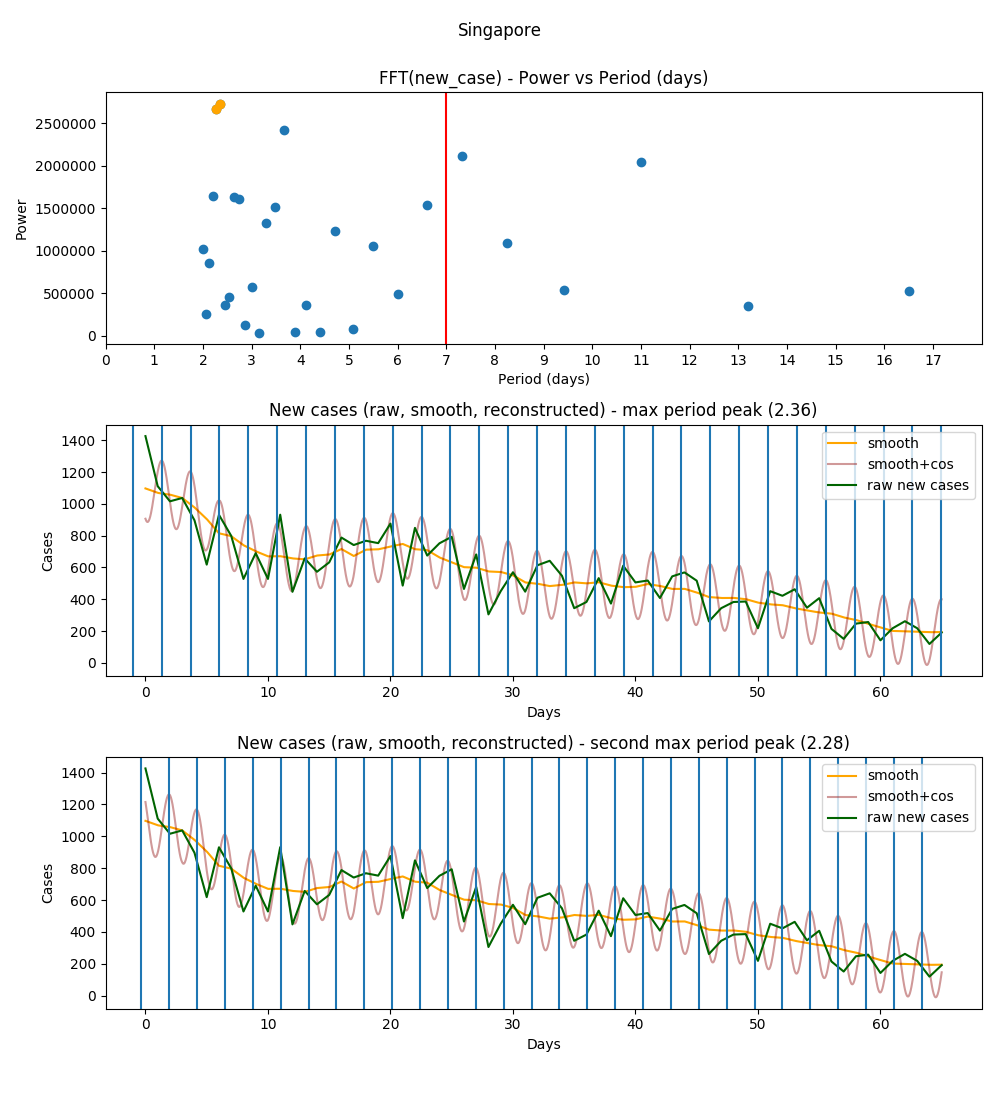 Singapore
FFT(new_case) - Power vs Period (days)
2500000
2000000
1500000
1000000
500000
0
Power
0 1 2 3 4 5 6 7 8 9 10 11 12 13 14 15 16 17
Period (days)
New cases (raw, smooth, reconstructed) - max period peak (2.36)
1400
1200
1000
800
600
400
200
0
Cases
smooth
smooth+cos
raw new cases
0 10 20 30 40 50 60
Days
New cases (raw, smooth, reconstructed) - second max period peak (2.28)
1400
1200
1000
800
600
400
200
0
Cases
smooth
smooth+cos
raw new cases
0 10 20 30 40 50 60
Days